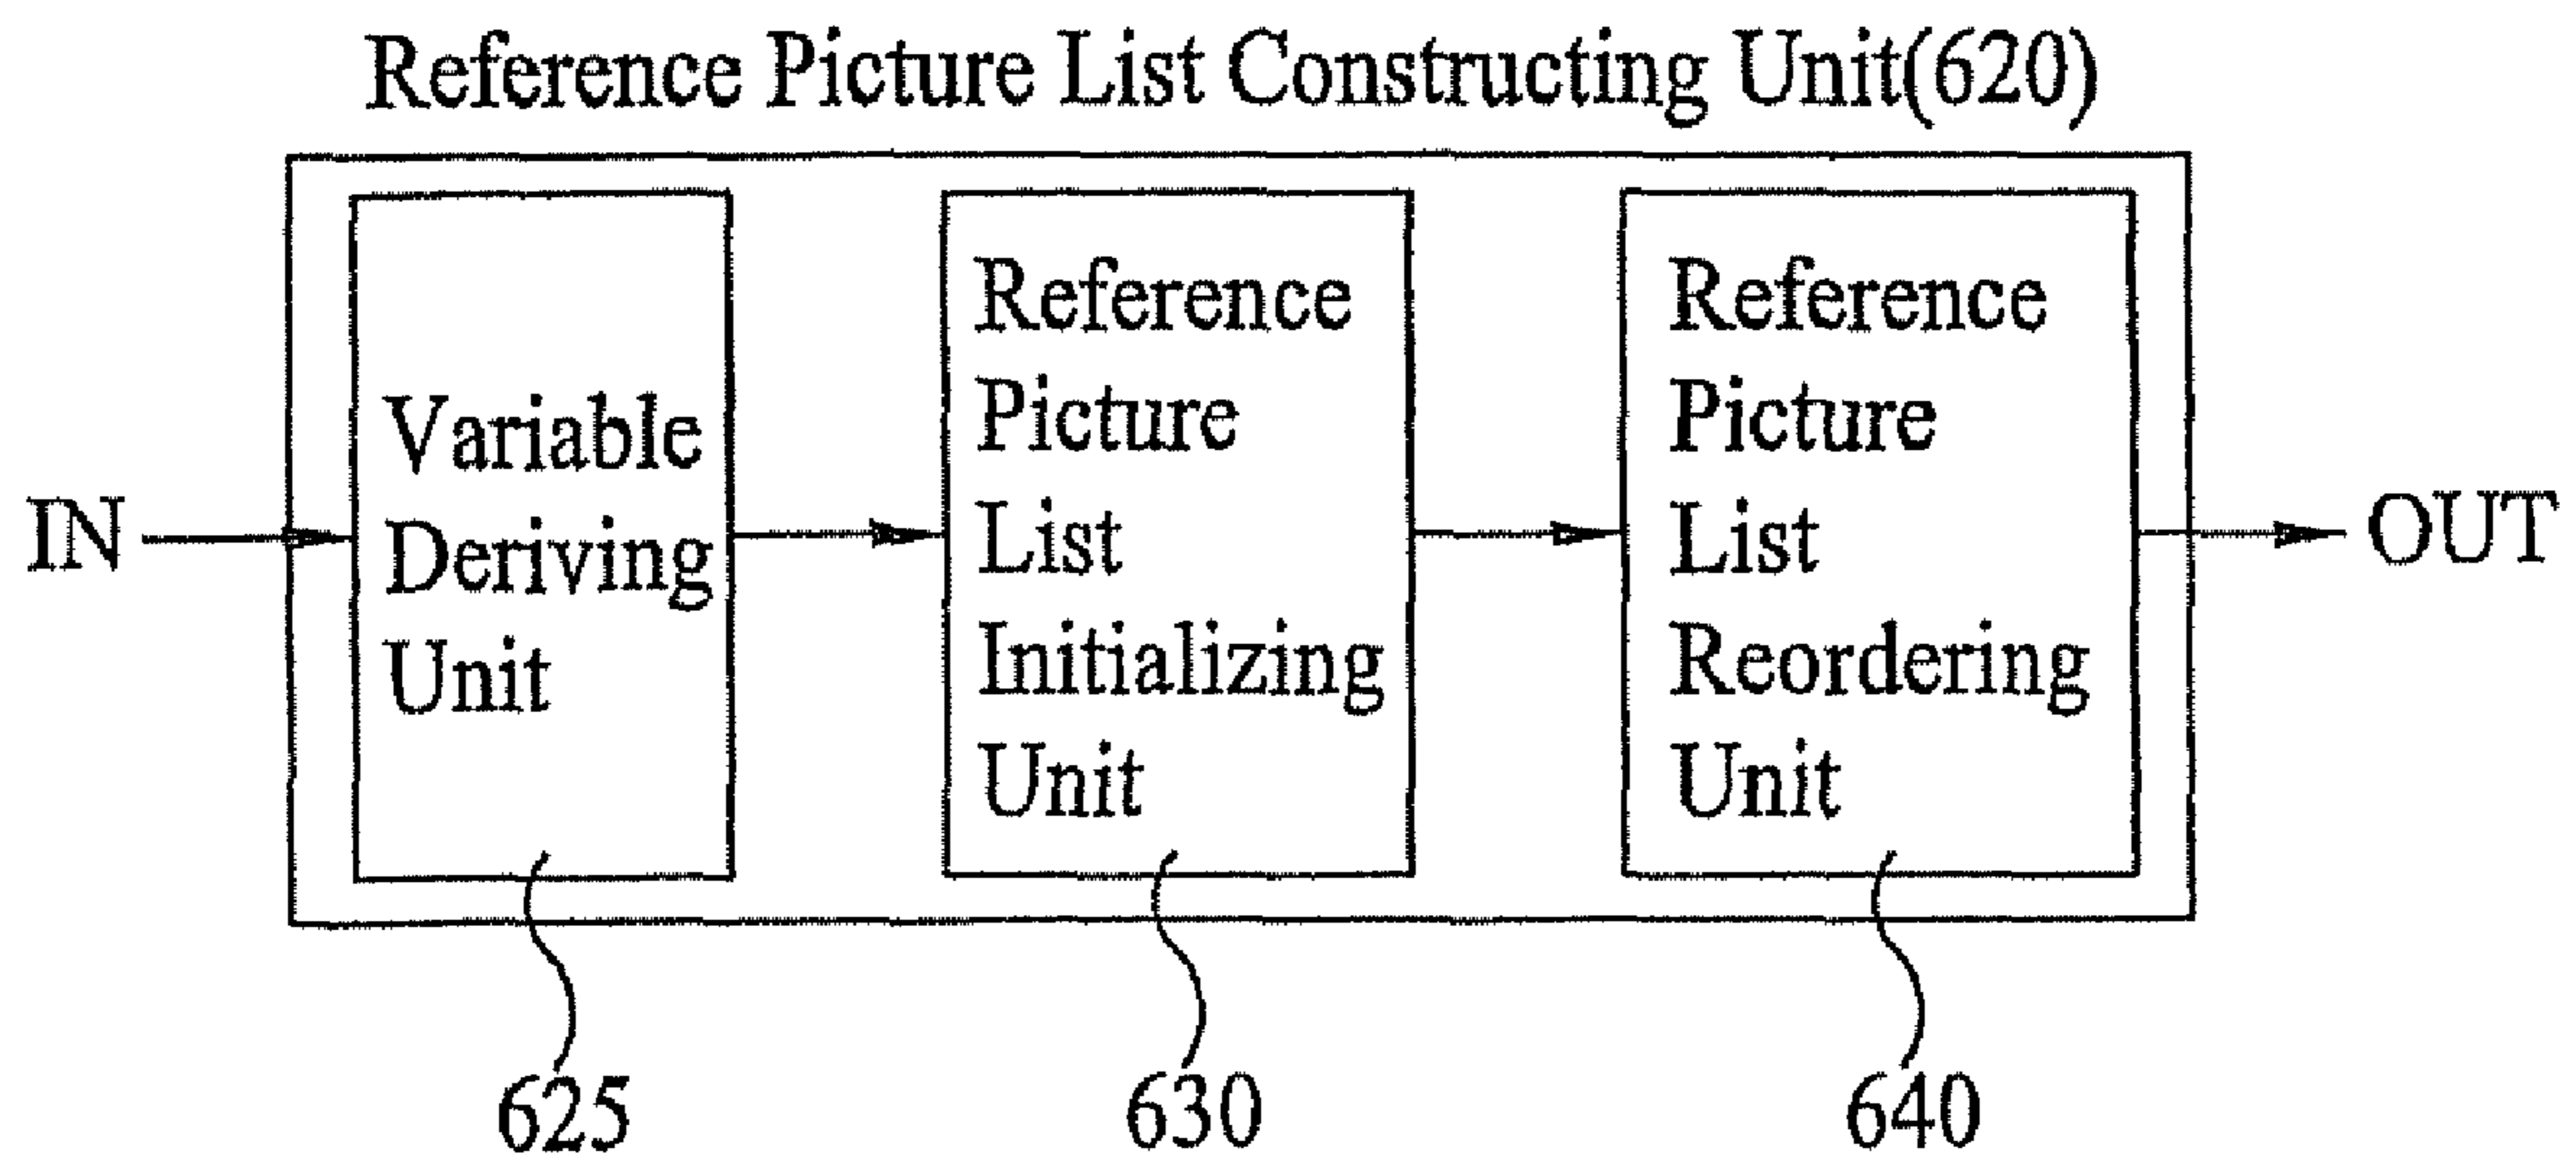 Reference Picture List Constructing Unit(620)
IN
Variable
Deriving
Unit
Reference
Picture
List
Initializing
Unit
Reference
Picture
List
Reordering
Unit
OUT
625
630
640